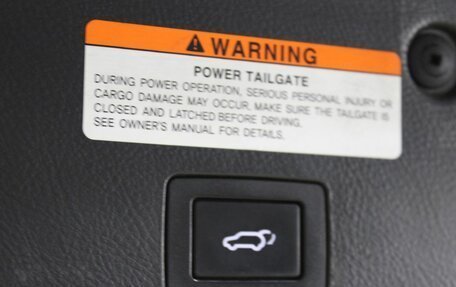 WARNING
POWER TAILGATE
DURING POWER OPERATION, SERIOUS PERSONAL INJURY OR
CARGO DAMAGE MAY OCCUR. MAKE SURE THE TAILGATE IS
CLOSED AND LATCHED BEFORE DRIVING.
SEE OWNER'S MANUAL FOR DETAILS.